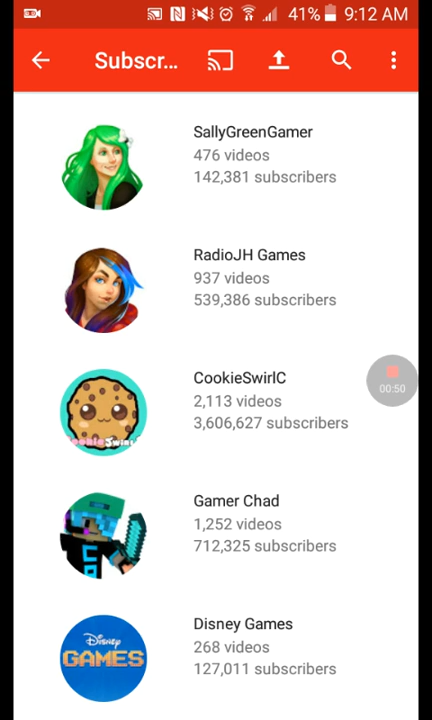 41% 9:12 AM
Subscr...
SallyGreenGamer
476 videos
142,381 subscribers
RadioJH Games
937 videos
539,386 subscribers
CookieSwirlC
2,113 videos
3,606,627 subscribers
00:50
Gamer Chad
1,252 videos
712,325 subscribers
Disney Games
268 videos
127,011 subscribers
Disney
GAMES